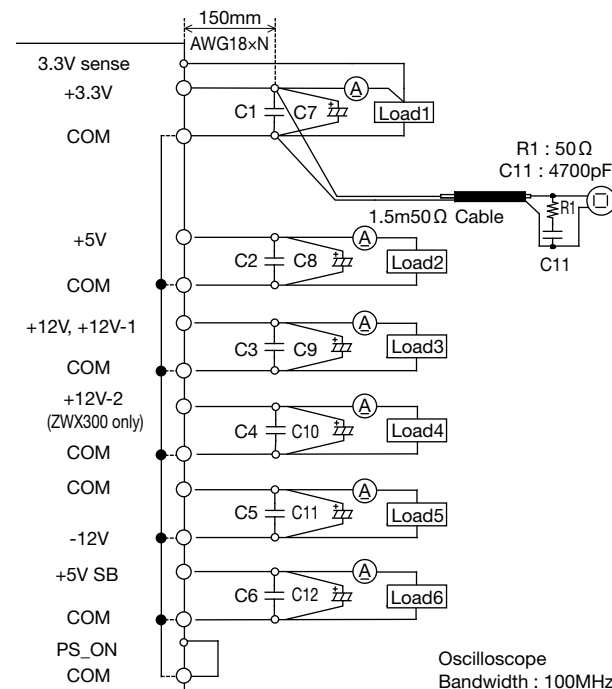 150mm
AWG18×N
3.3V sense
+3.3V
C1 C7
A
Load1
COM
R1 : 50Ω
C11 : 4700pF
R1
1.5m50Ω Cable
C11
+5V
A
C2 C8
Load2
COM
+12V, +12V-1
A
C3 C9
Load3
COM
+12V-2
(ZWX300 only)
A
C4 C10
Load4
COM
COM
A
C5 C11
Load5
-12V
+5V SB
A
C6 C12
Load6
COM
PS_ON
COM
Oscilloscope
Bandwidth : 100MHz